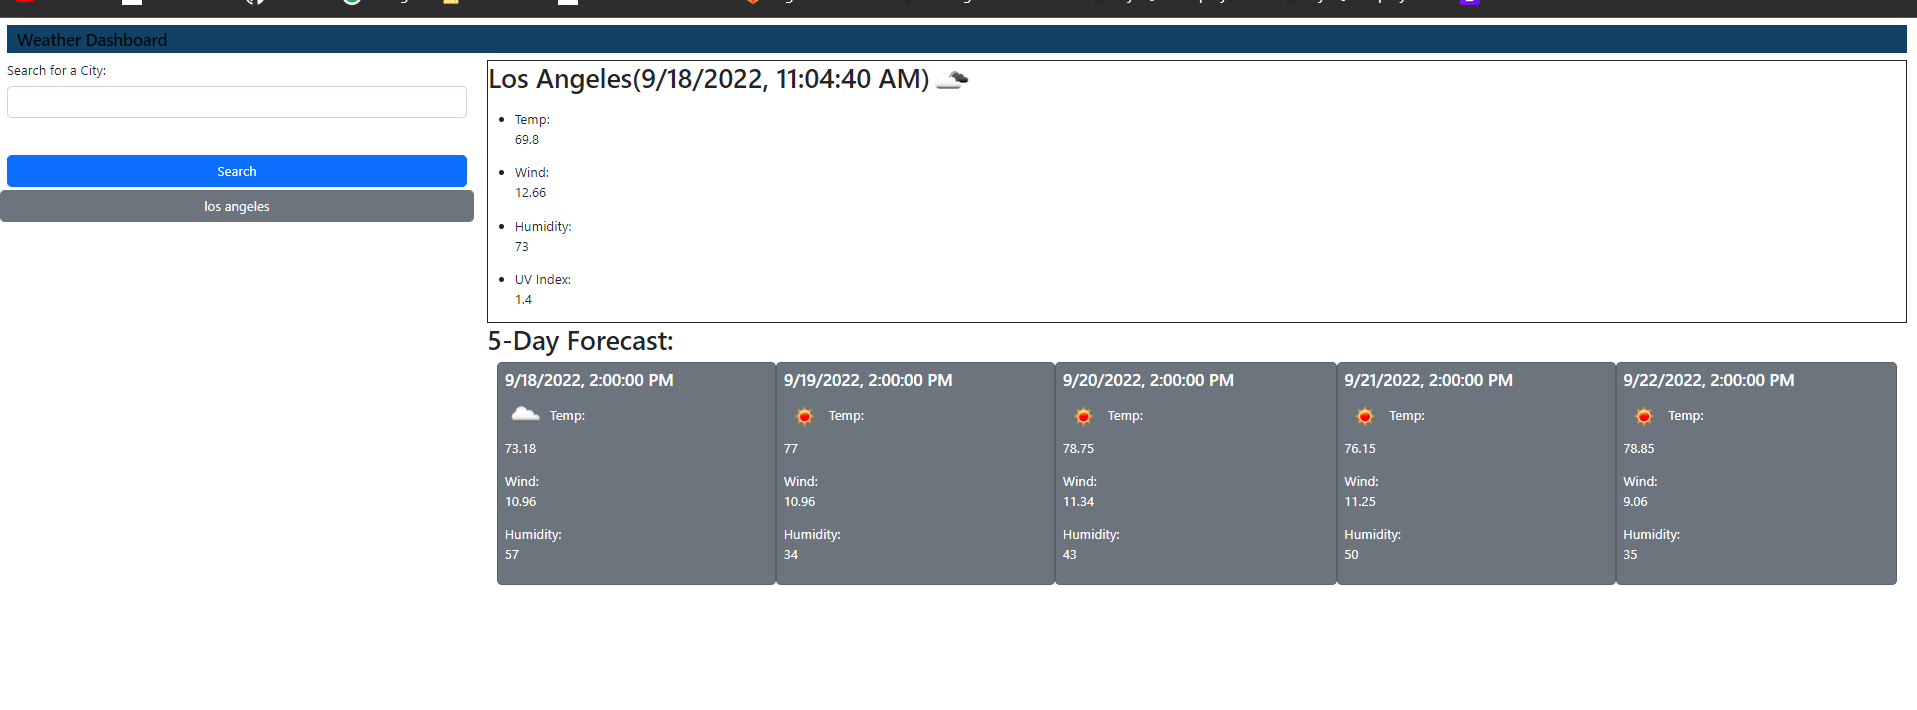 Weather Dashboard
Search for a City:
Search
los angeles
Los Angeles(9/18/2022, 11:04:40 AM)
Temp:
69.8
Wind:
12.66
Humidity:
73
UV Index:
1.4
5-Day Forecast:
9/18/2022, 2:00:00 PM
Temp:
73.18
Wind:
10.96
Humidity:
57
9/19/2022, 2:00:00 PM
Temp:
77
Wind:
10.96
Humidity:
34
9/20/2022, 2:00:00 PM
Temp:
78.75
Wind:
11.34
Humidity:
43
9/21/2022, 2:00:00 PM
Temp:
76.15
Wind:
11.25
Humidity:
50
9/22/2022, 2:00:00 PM
Temp:
78.85
Wind:
9.06
Humidity:
35